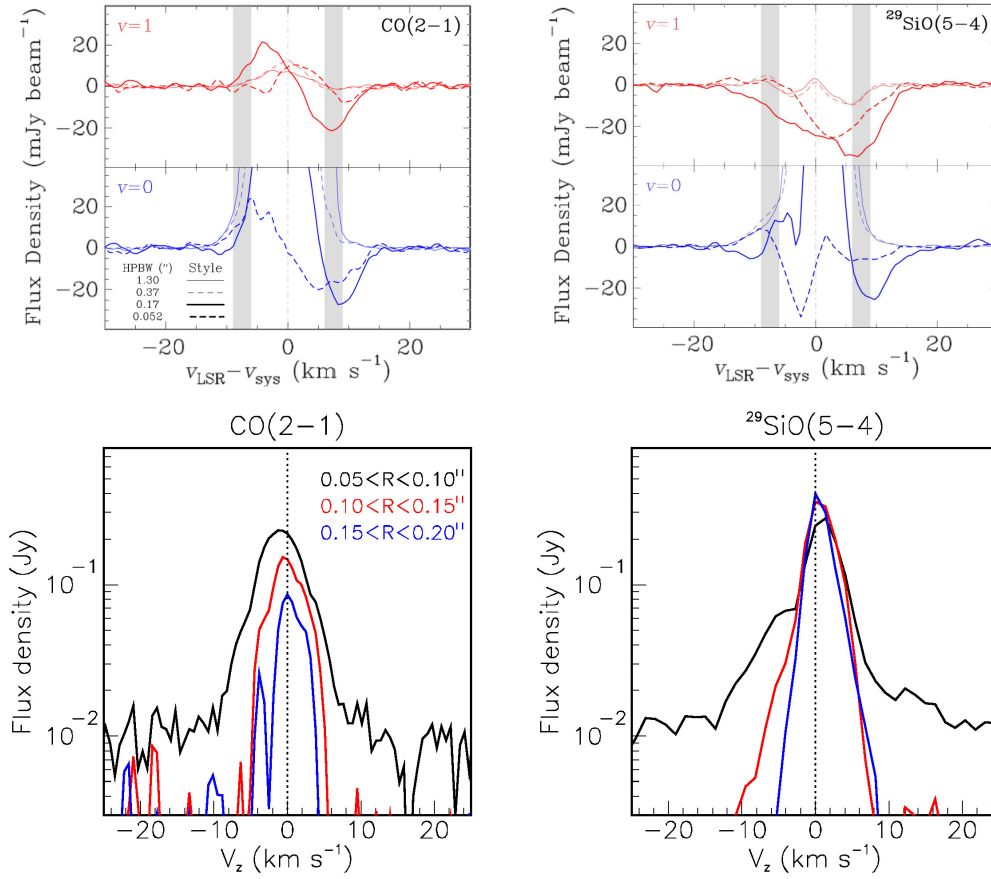 v=1
CO(2−1)
20
0
−20
Flux Density (mJy beam⁻¹)
v=0
20
0
−20
HPBW (″) Style
1.30
0.37
0.17
0.052
−20 0 20
v_LSR−v_sys (km s⁻¹)
v=1
²⁹SiO(5−4)
20
0
−20
Flux Density (mJy beam⁻¹)
v=0
20
0
−20
−20 0 20
v_LSR−v_sys (km s⁻¹)
CO(2−1)
0.05<R<0.10"
0.10<R<0.15"
0.15<R<0.20"
10⁻¹
10⁻²
Flux density (Jy)
−20 −10 0 10 20
V_z (km s⁻¹)
²⁹SiO(5−4)
10⁻¹
10⁻²
Flux density (Jy)
−20 −10 0 10 20
V_z (km s⁻¹)